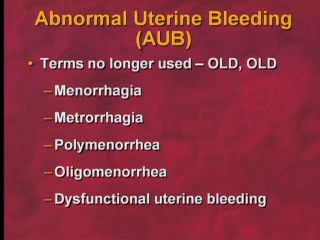 Abnormal Uterine Bleeding
(AUB)
• Terms no longer used – OLD, OLD
– Menorrhagia
– Metrorrhagia
– Polymenorrhea
– Oligomenorrhea
– Dysfunctional uterine bleeding